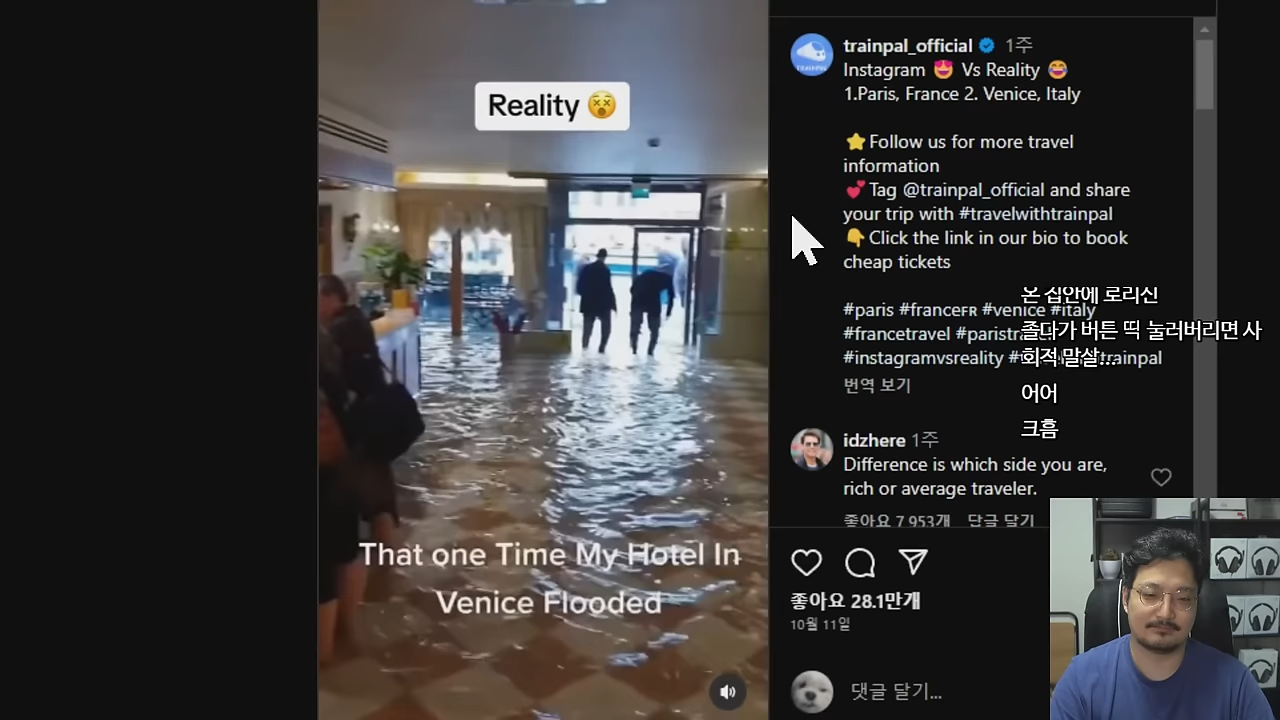 Reality 😵
That one Time My Hotel In
Venice Flooded
trainpal_official 1주
Instagram 😍 Vs Reality 😂
1.Paris, France 2. Venice, Italy
⭐Follow us for more travel
information
💕Tag @trainpal_official and share
your trip with #travelwithtrainpal
👇Click the link in our bio to book
cheap tickets
#paris #franceFR #venice #italy
#francetravel
#instagramvsreality
번역 보기
온 집안에 로리신
졸다가 버튼 띡 눌러버리면 사
회적 말살...
어어
크흠
idzhere 1주
Difference is which side you are,
rich or average traveler.
좋아요 7,953개 답글 달기
좋아요 28.1만개
10월 11일
댓글 달기...